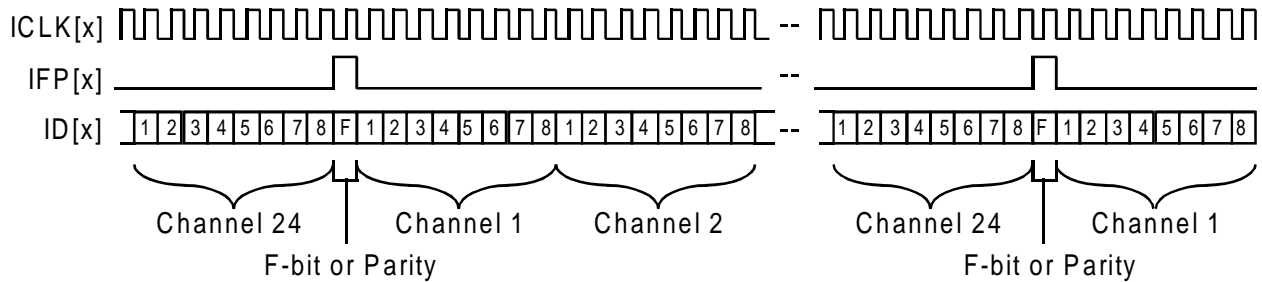 ICLK[x] -- 
IFP[x] --
ID[x] 1 2 3 4 5 6 7 8 F 1 2 3 4 5 6 7 8 1 2 3 4 5 6 7 8 -- 1 2 3 4 5 6 7 8 F 1 2 3 4 5 6 7 8
Channel 24 Channel 1 Channel 2 Channel 24 Channel 1
F-bit or Parity F-bit or Parity